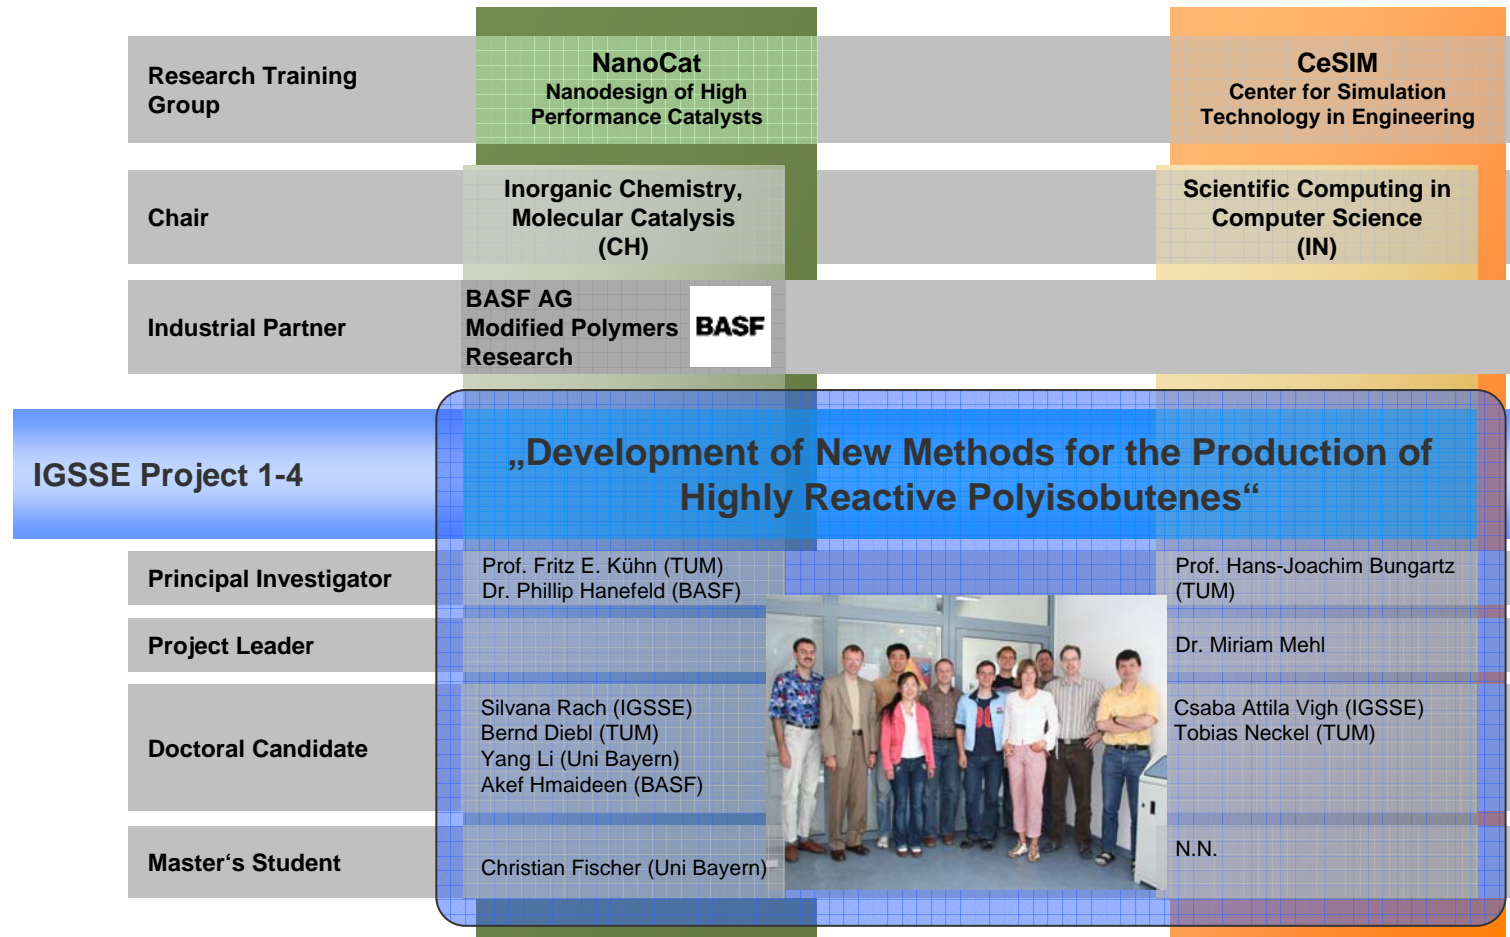 Research Training
Group
NanoCat
Nanodesign of High
Performance Catalysts
CeSIM
Center for Simulation
Technology in Engineering
Chair
Inorganic Chemistry,
Molecular Catalysis
(CH)
Scientific Computing in
Computer Science
(IN)
Industrial Partner
BASF AG
Modified Polymers
Research
BASF
IGSSE Project 1-4
„Development of New Methods for the Production of
Highly Reactive Polyisobutenes“
Principal Investigator
Prof. Fritz E. Kühn (TUM)
Dr. Phillip Hanefeld (BASF)
Prof. Hans-Joachim Bungartz
(TUM)
Project Leader
Dr. Miriam Mehl
Doctoral Candidate
Silvana Rach (IGSSE)
Bernd Diebl (TUM)
Yang Li (Uni Bayern)
Akef Hmaideen (BASF)
Csaba Attila Vigh (IGSSE)
Tobias Neckel (TUM)
Master‘s Student
Christian Fischer (Uni Bayern)
N.N.